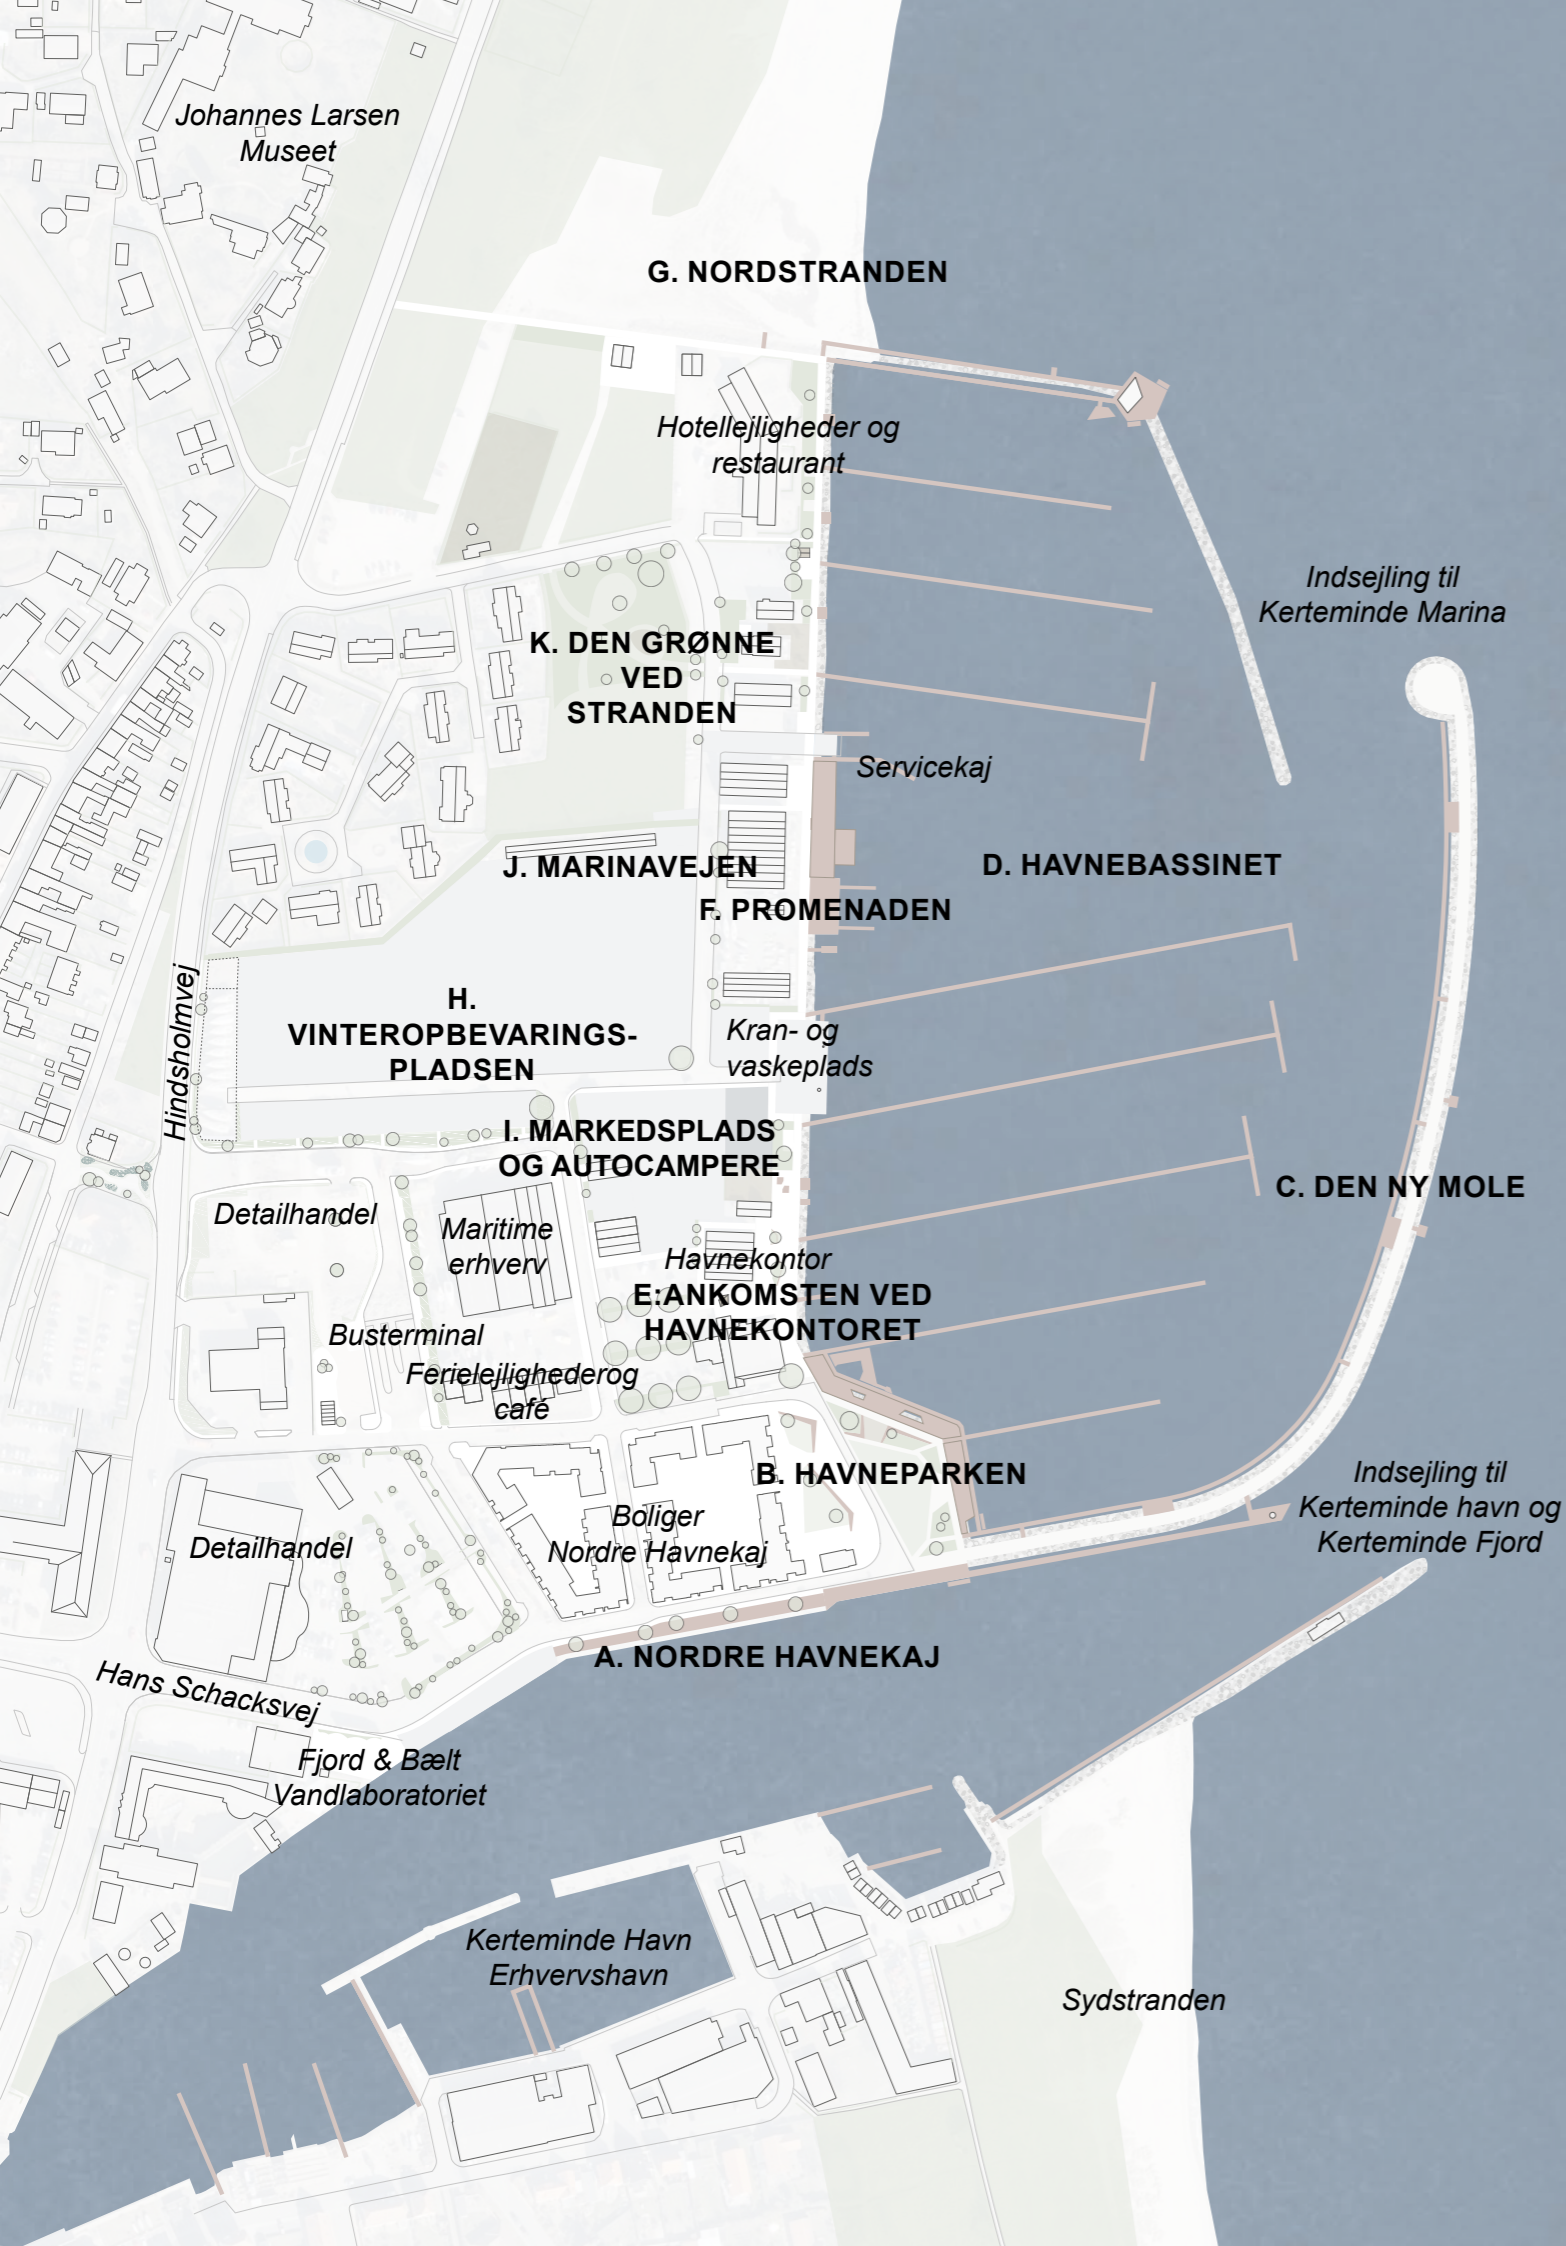 Johannes Larsen
Museet
G. NORDSTRANDEN
Hotellejligheder og
restaurant
Indsejling til
Kerteminde Marina
K. DEN GRØNNE
VED
STRANDEN
Servicekaj
J. MARINAVEJEN
D. HAVNEBASSINET
F. PROMENADEN
Hindsholmvej
H.
VINTEROPBEVARINGS-
PLADSEN
Kran- og
vaskeplads
I. MARKEDSPLADS
OG AUTOCAMPERE
C. DEN NY MOLE
Detailhandel
Maritime
erhverv
Havnekontor
E:ANKOMSTEN VED
HAVNEKONTORET
Busterminal
Ferielejlighederog
café
B. HAVNEPARKEN
Indsejling til
Kerteminde havn og
Kerteminde Fjord
Boliger
Nordre Havnekaj
Detailhandel
A. NORDRE HAVNEKAJ
Hans Schacksvej
Fjord & Bælt
Vandlaboratoriet
Kerteminde Havn
Erhvervshavn
Sydstranden